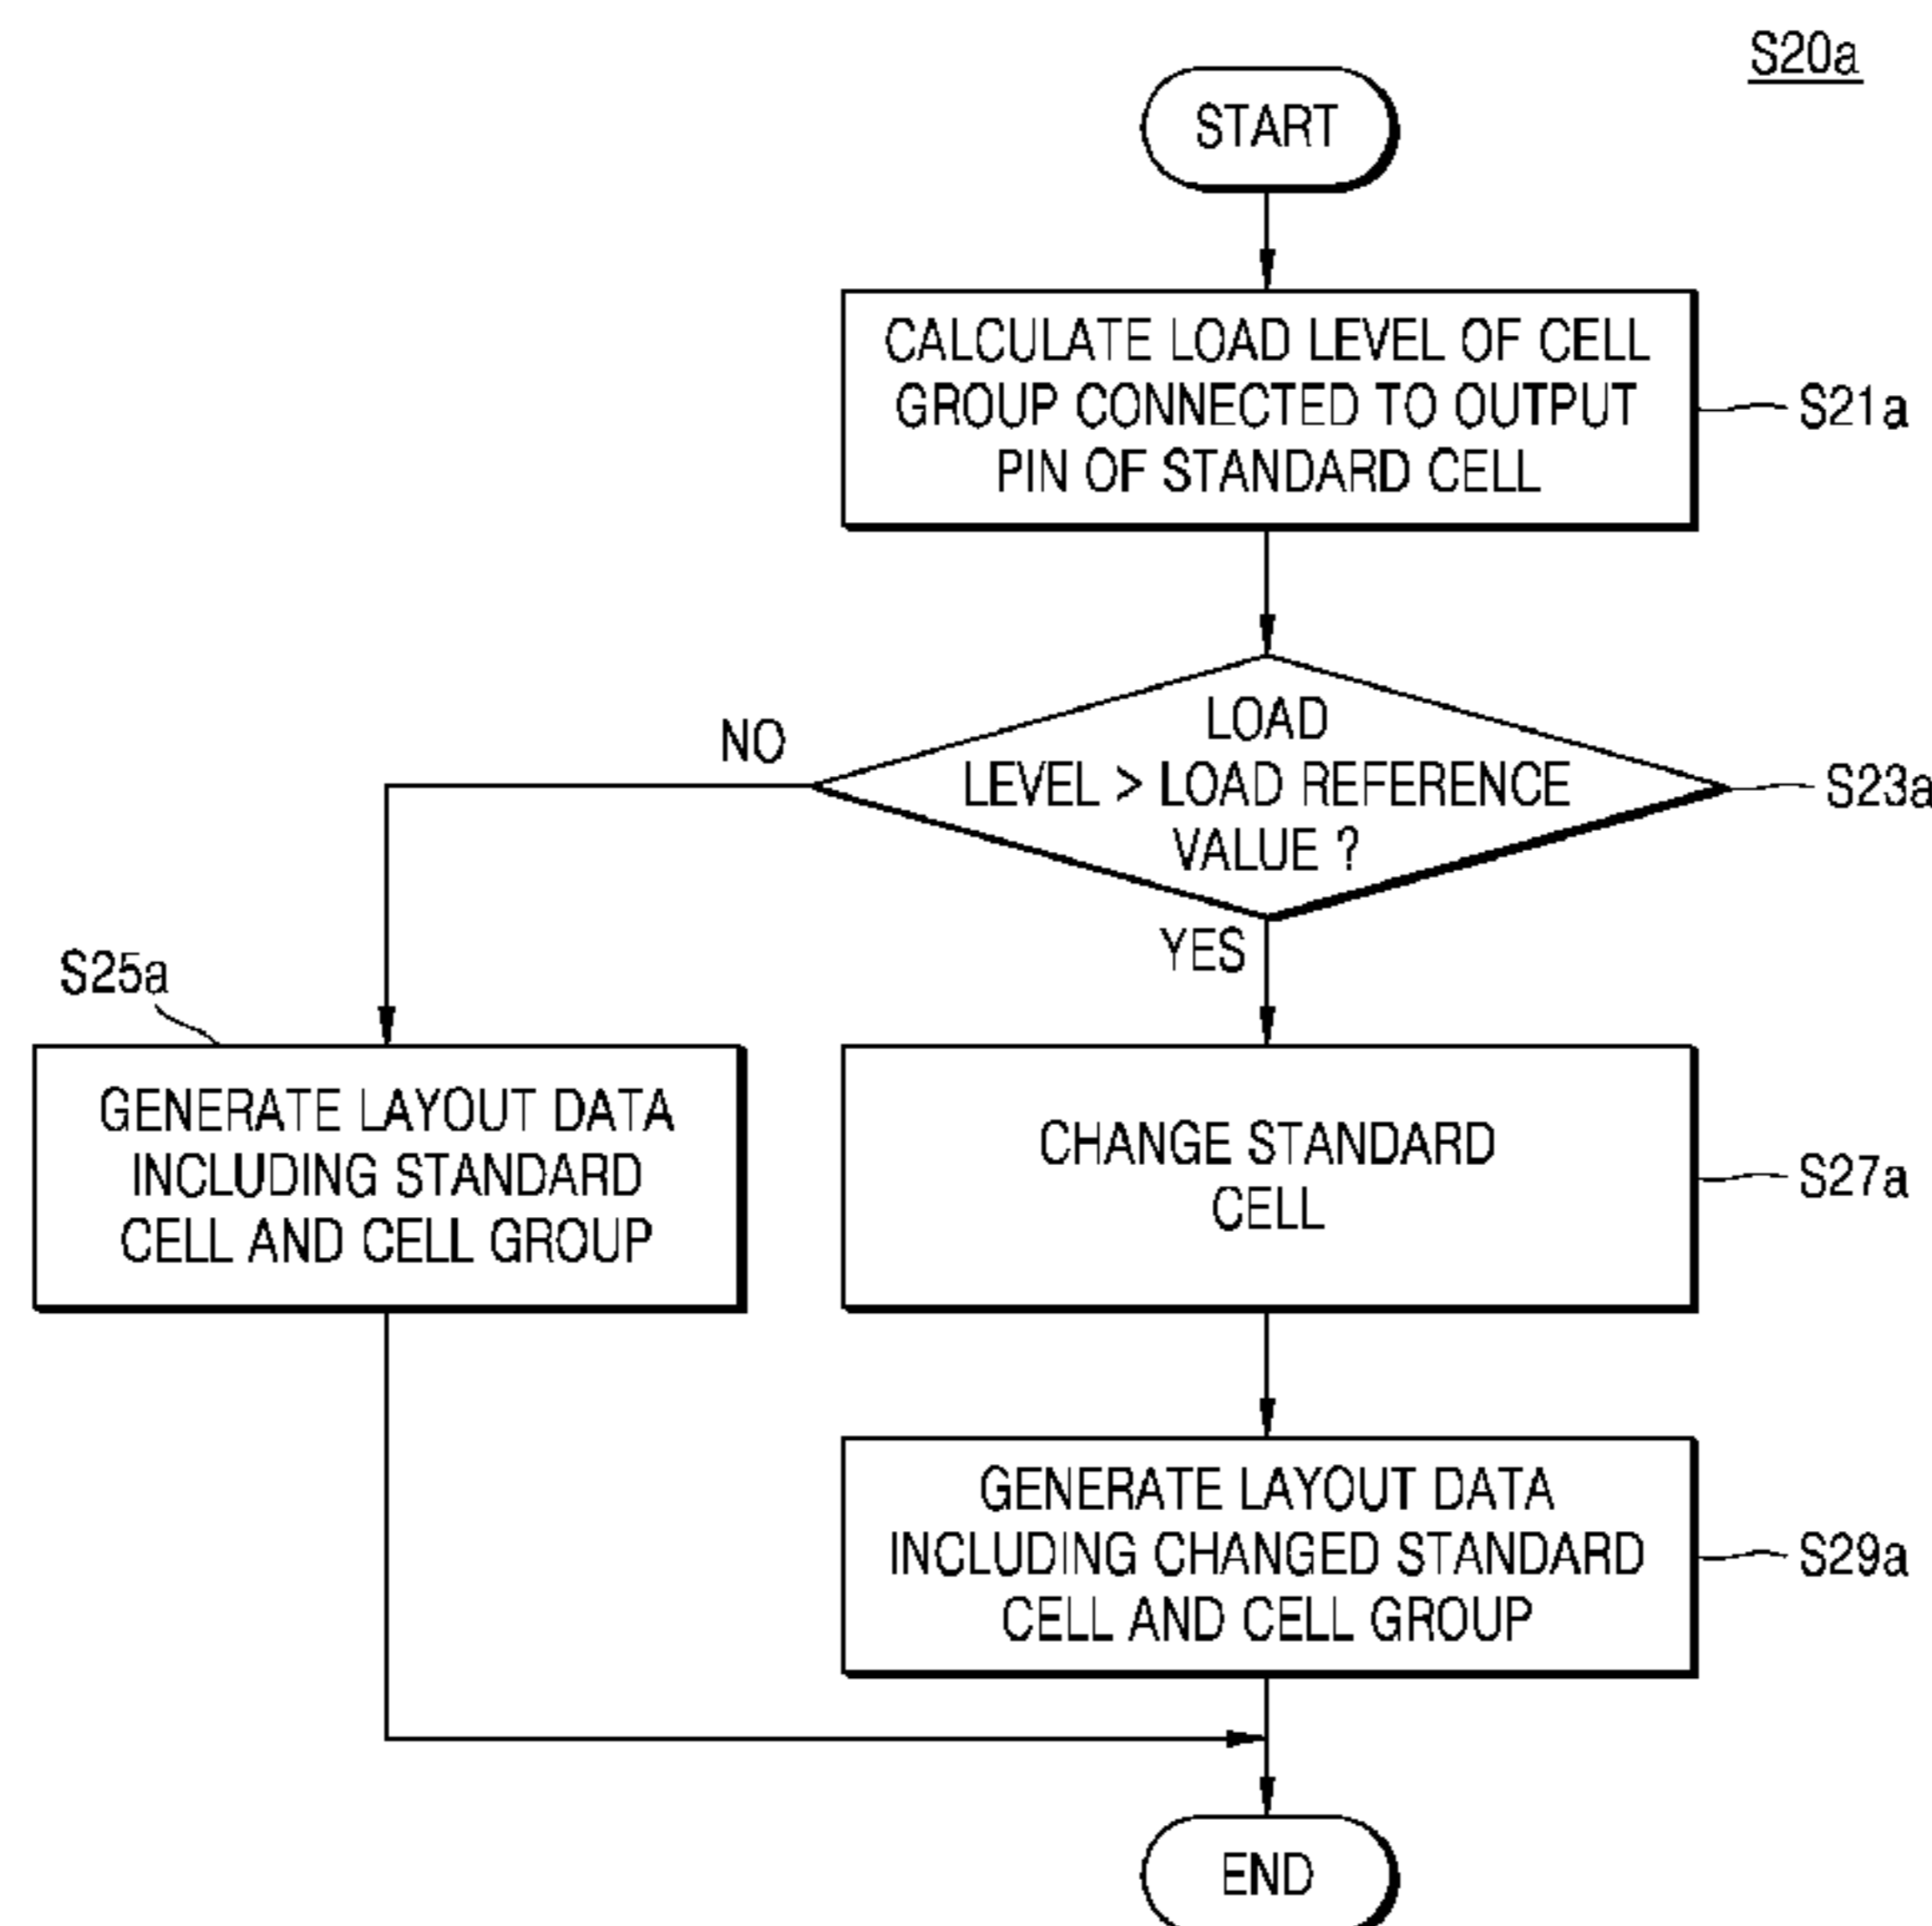 S20a
START
CALCULATE LOAD LEVEL OF CELL
GROUP CONNECTED TO OUTPUT
PIN OF STANDARD CELL
S21a
LOAD
LEVEL > LOAD REFERENCE
VALUE ?
S23a
NO
YES
S25a
GENERATE LAYOUT DATA
INCLUDING STANDARD
CELL AND CELL GROUP
CHANGE STANDARD
CELL
S27a
GENERATE LAYOUT DATA
INCLUDING CHANGED STANDARD
CELL AND CELL GROUP
S29a
END